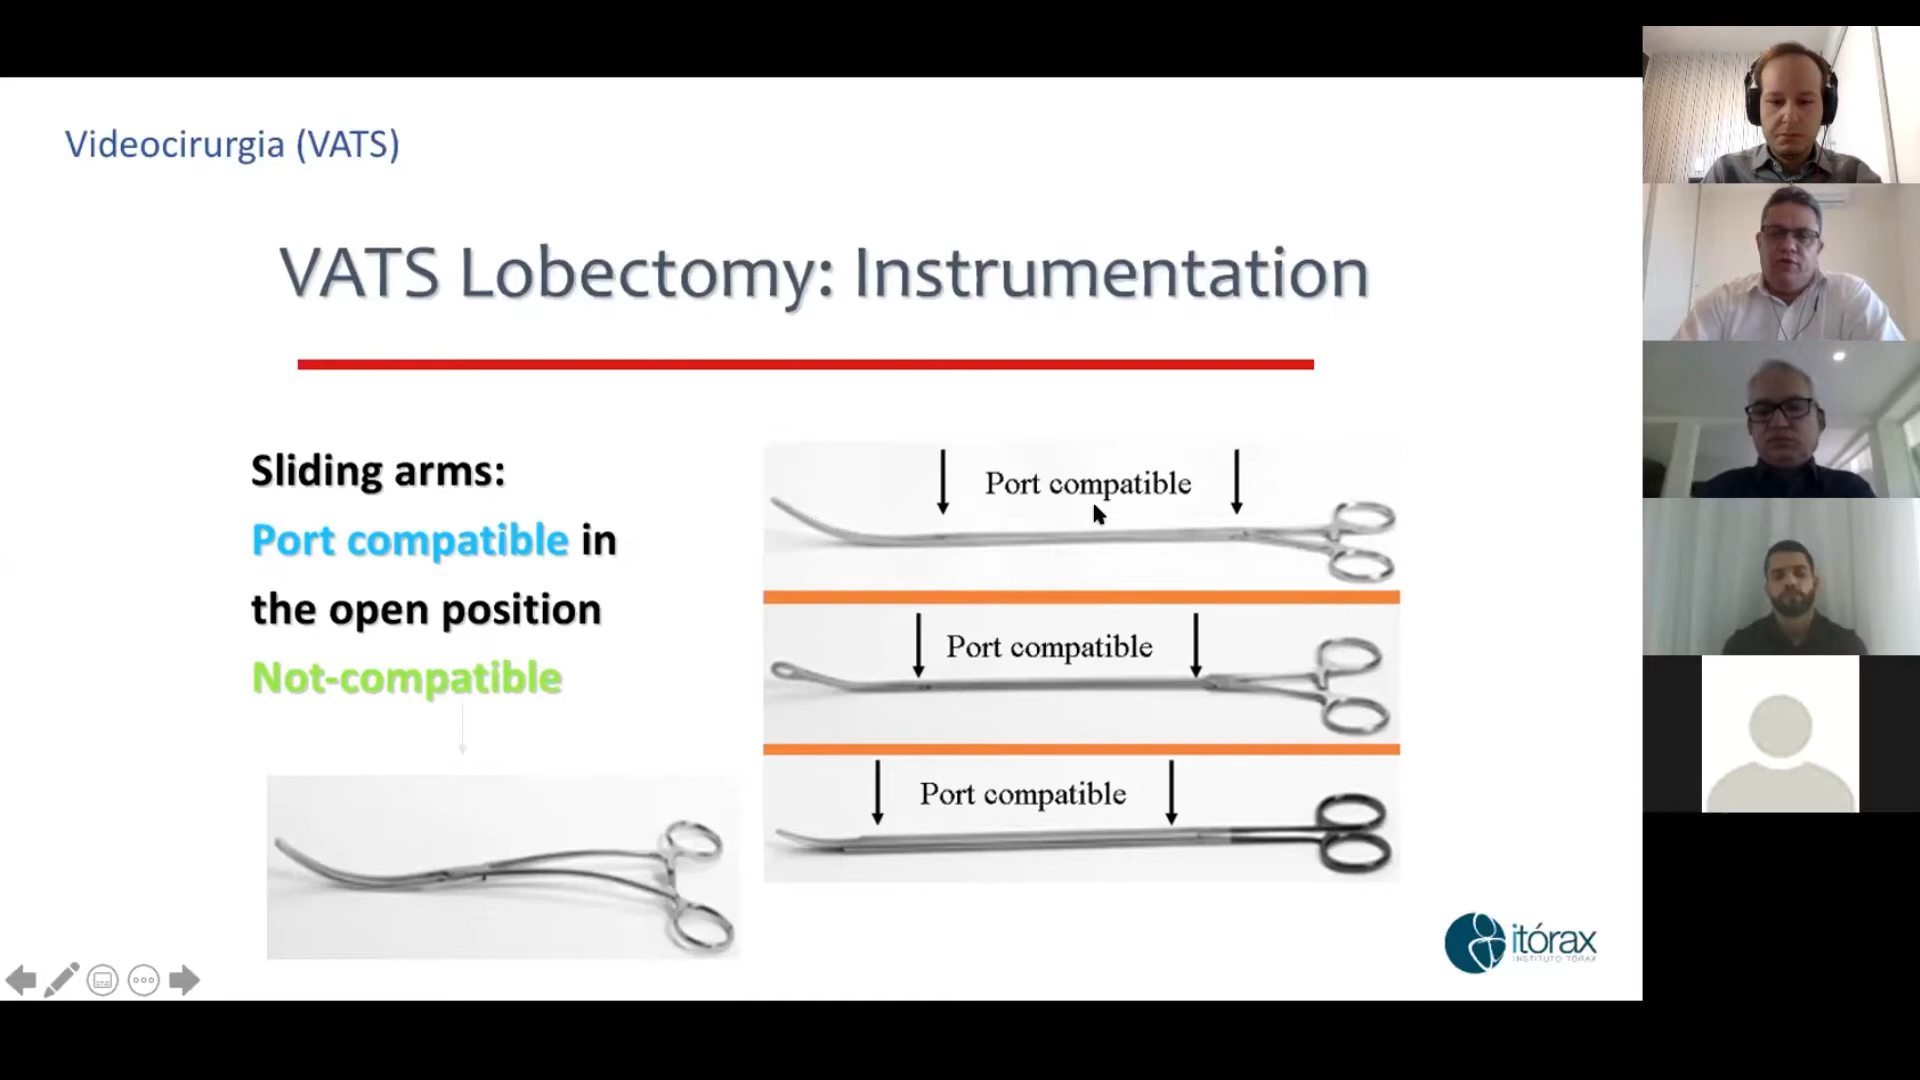 Videocirurgia (VATS)
VATS Lobectomy: Instrumentation
Sliding arms:
Port compatible in
the open position
Not-compatible
Port compatible
Port compatible
Port compatible
itórax
INSTITUTO TÓRAX